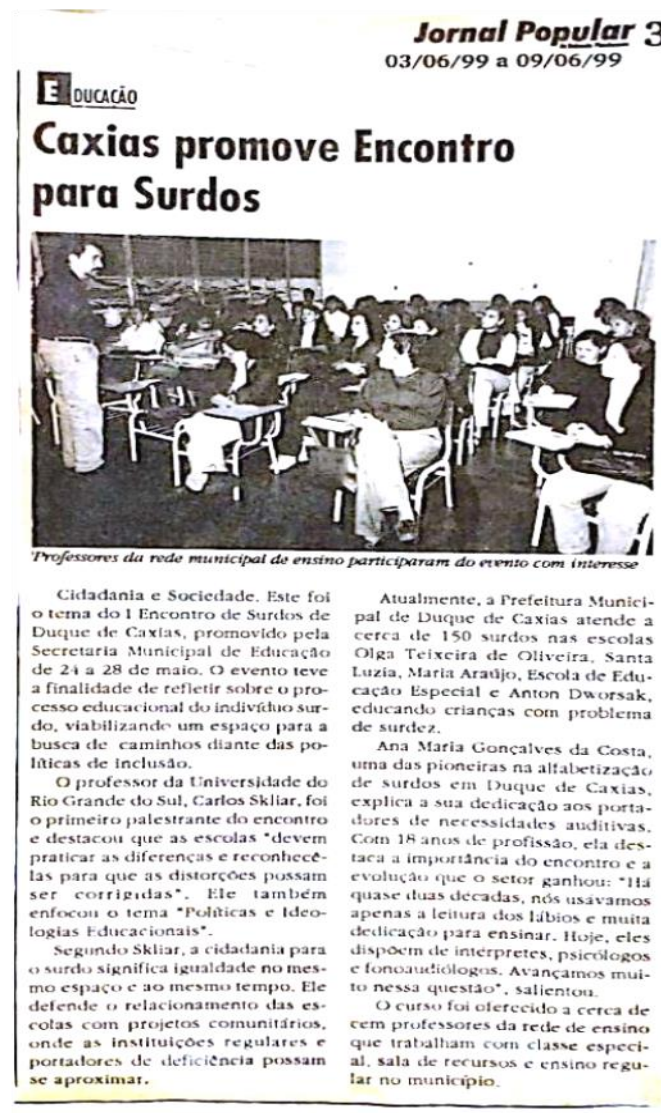 Jornal Popular 3
03/06/99 a 09/06/99
EDUCAÇÃO
Caxias promove Encontro
para Surdos
Professores da rede municipal de ensino participaram do evento com interesse
Cidadania e Sociedade. Este foi
o tema do I Encontro de Surdos de
Duque de Caxias, promovido pela
Secretaria Municipal de Educação
de 24 a 28 de maio. O evento teve
a finalidade de refletir sobre o pro-
cesso educacional do indivíduo sur-
do, viabilizando um espaço para a
busca de caminhos diante das po-
líticas de inclusão.
O professor da Universidade do
Rio Grande do Sul, Carlos Skliar, foi
o primeiro palestrante do encontro
e destacou que as escolas "devem
praticar as diferenças e reconhecê-
las para que as distorções possam
ser corrigidas". Ele também
enfocou o tema "Políticas e Ideo-
logias Educacionais".
Segundo Skliar, a cidadania para
o surdo significa igualdade no mes-
mo espaço e ao mesmo tempo. Ele
defende o relacionamento das es-
colas com projetos comunitários,
onde as instituições regulares e
portadores de deficiência possam
se aproximar.
Atualmente, a Prefeitura Munici-
pal de Duque de Caxias atende a
cerca de 150 surdos nas escolas
Olga Teixeira de Oliveira, Santa
Luzia, Maria Araújo, Escola de Edu-
cação Especial e Anton Dworsak,
educando crianças com problema
de surdez.
Ana Maria Gonçalves da Costa,
uma das pioneiras na alfabetização
de surdos em Duque de Caxias,
explica a sua dedicação aos porta-
dores de necessidades auditivas.
Com 18 anos de profissão, ela des-
taca a importância do encontro e a
evolução que o setor ganhou: "Há
quase duas décadas, nós usávamos
apenas a leitura dos lábios e muita
dedicação para ensinar. Hoje, eles
dispõem de intérpretes, psicólogos
e fonoaudiólogos. Avançamos mui-
to nessa questão", salientou.
O curso foi oferecido a cerca de
cem professores da rede de ensino
que trabalham com classe especi-
al, sala de recursos e ensino regu-
lar no município.